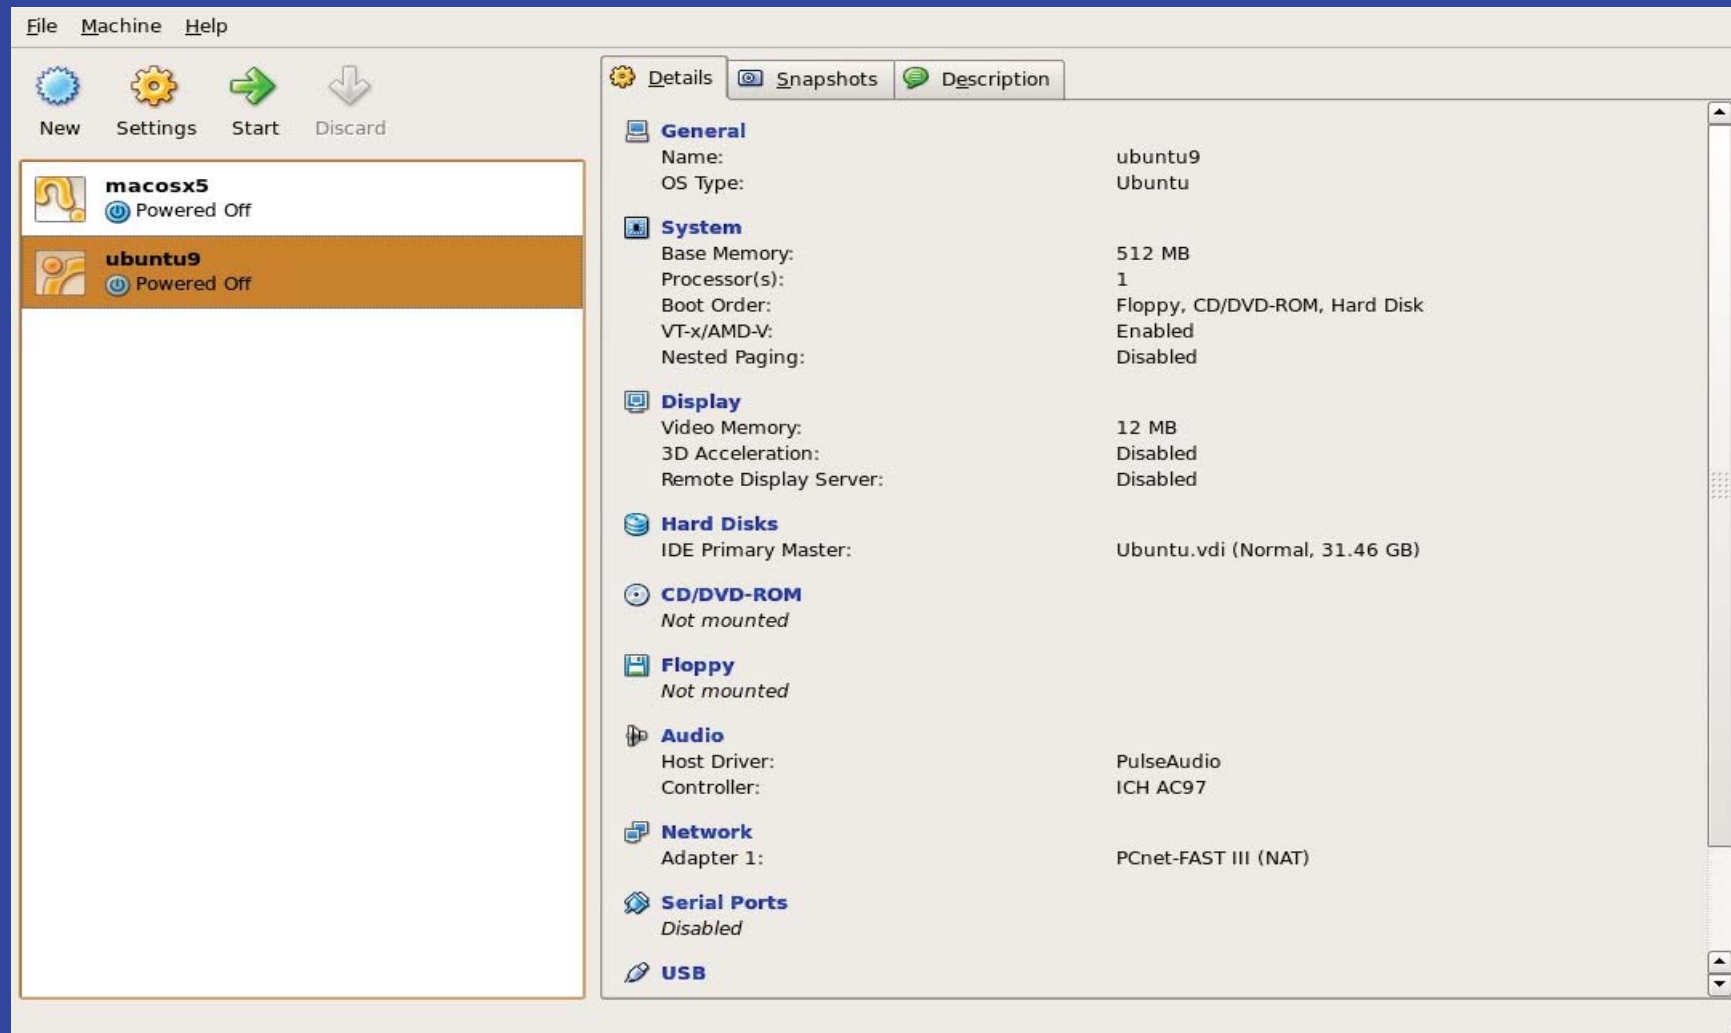 File Machine Help
New Settings Start Discard
macosx5
Powered Off
ubuntu9
Powered Off
Details Snapshots Description
General
Name: ubuntu9
OS Type: Ubuntu
System
Base Memory: 512 MB
Processor(s): 1
Boot Order: Floppy, CD/DVD-ROM, Hard Disk
VT-x/AMD-V: Enabled
Nested Paging: Disabled
Display
Video Memory: 12 MB
3D Acceleration: Disabled
Remote Display Server: Disabled
Hard Disks
IDE Primary Master: Ubuntu.vdi (Normal, 31.46 GB)
CD/DVD-ROM
Not mounted
Floppy
Not mounted
Audio
Host Driver: PulseAudio
Controller: ICH AC97
Network
Adapter 1: PCnet-FAST III (NAT)
Serial Ports
Disabled
USB